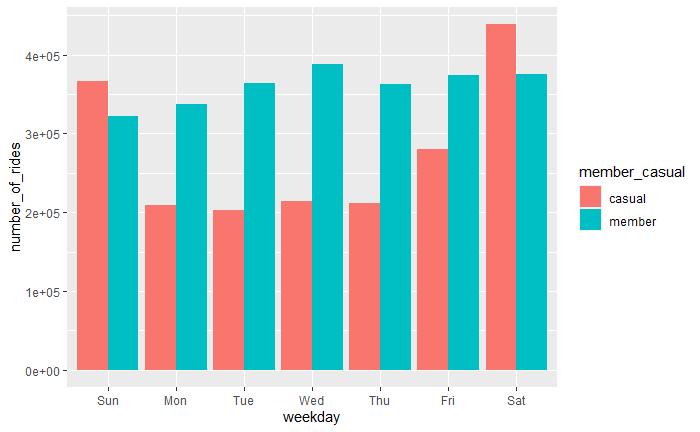 4e+05
3e+05
2e+05
1e+05
0e+00
number_of_rides
Sun Mon Tue Wed Thu Fri Sat
weekday
member_casual
casual
member